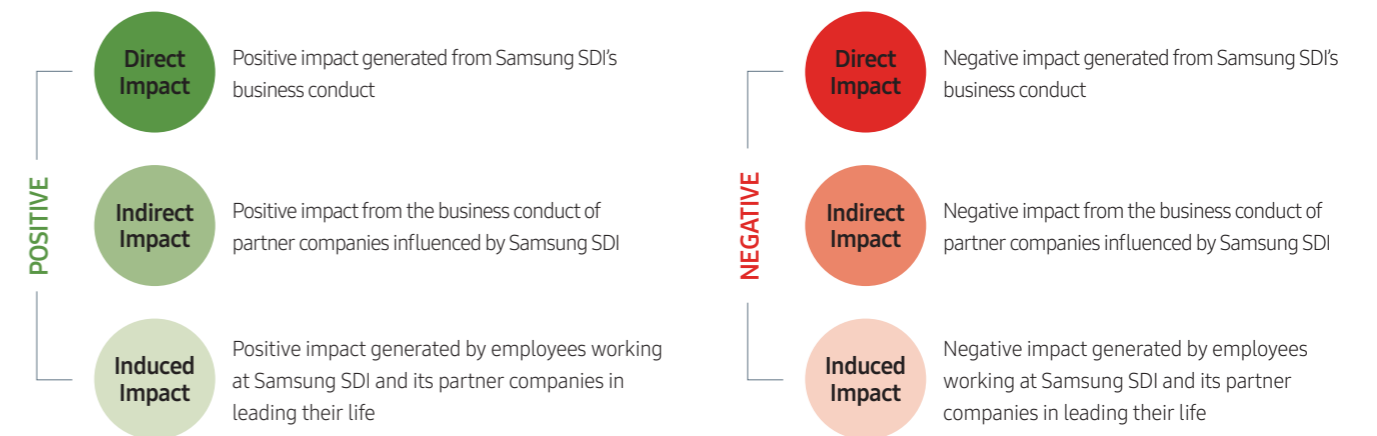 POSITIVE
Direct
Impact
Positive impact generated from Samsung SDI's
business conduct
Indirect
Impact
Positive impact from the business conduct of
partner companies influenced by Samsung SDI
Induced
Impact
Positive impact generated by employees working
at Samsung SDI and its partner companies in
leading their life
NEGATIVE
Direct
Impact
Negative impact generated from Samsung SDI's
business conduct
Indirect
Impact
Negative impact from the business conduct of
partner companies influenced by Samsung SDI
Induced
Impact
Negative impact generated by employees
working at Samsung SDI and its partner
companies in leading their life